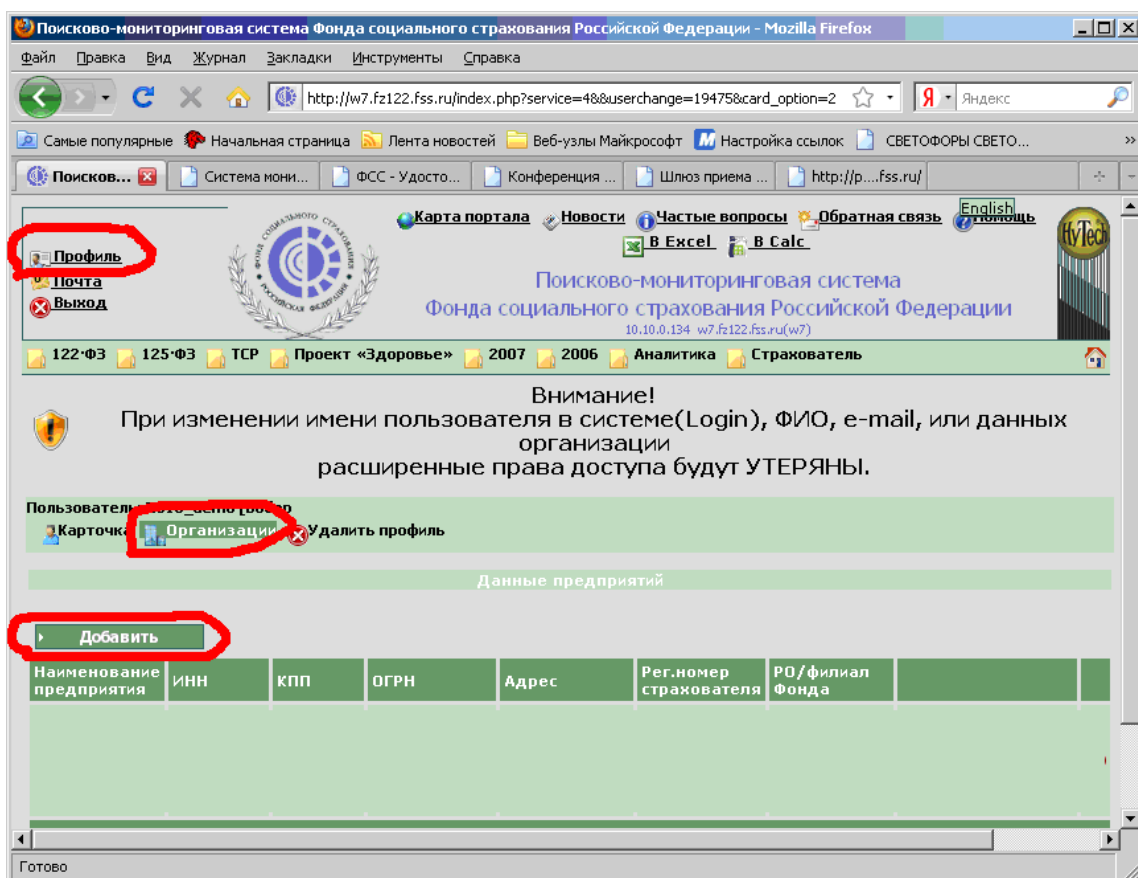 Поисково-мониторинговая система Фонда социального страхования Российской Федерации - Mozilla Firefox
Файл Правка Вид Журнал Закладки Инструменты Справка
http://w7.fz122.fss.ru/index.php?service=4&&userchange=19475&card_option=2 Яндекс
Самые популярные Начальная страница Лента новостей Веб-узлы Майкрософт Настройка ссылок СВЕТОФОРЫ СВЕТО... »
Поисков... Система мони... ФСС - Удосто... Конференция ... Шлюз приема ... http://p....fss.ru/
English
Карта портала Новости Частые вопросы Обратная связь Помощь
Профиль В Excel В Calc HyTech
Почта
Выход
Поисково-мониторинговая система
Фонда социального страхования Российской Федерации
10.10.0.134 w7.fz122.fss.ru(w7)
122-ФЗ 125-ФЗ ТСР Проект «Здоровье» 2007 2006 Аналитика Страхователь
Внимание!
При изменении имени пользователя в системе(Login), ФИО, e-mail, или данных
организации
расширенные права доступа будут УТЕРЯНЫ.
Пользователь
Карточка Организации Удалить профиль
Данные предприятий
Добавить
Наименование предприятия ИНН КПП ОГРН Адрес Рег.номер страхователя РО/филиал Фонда
Готово